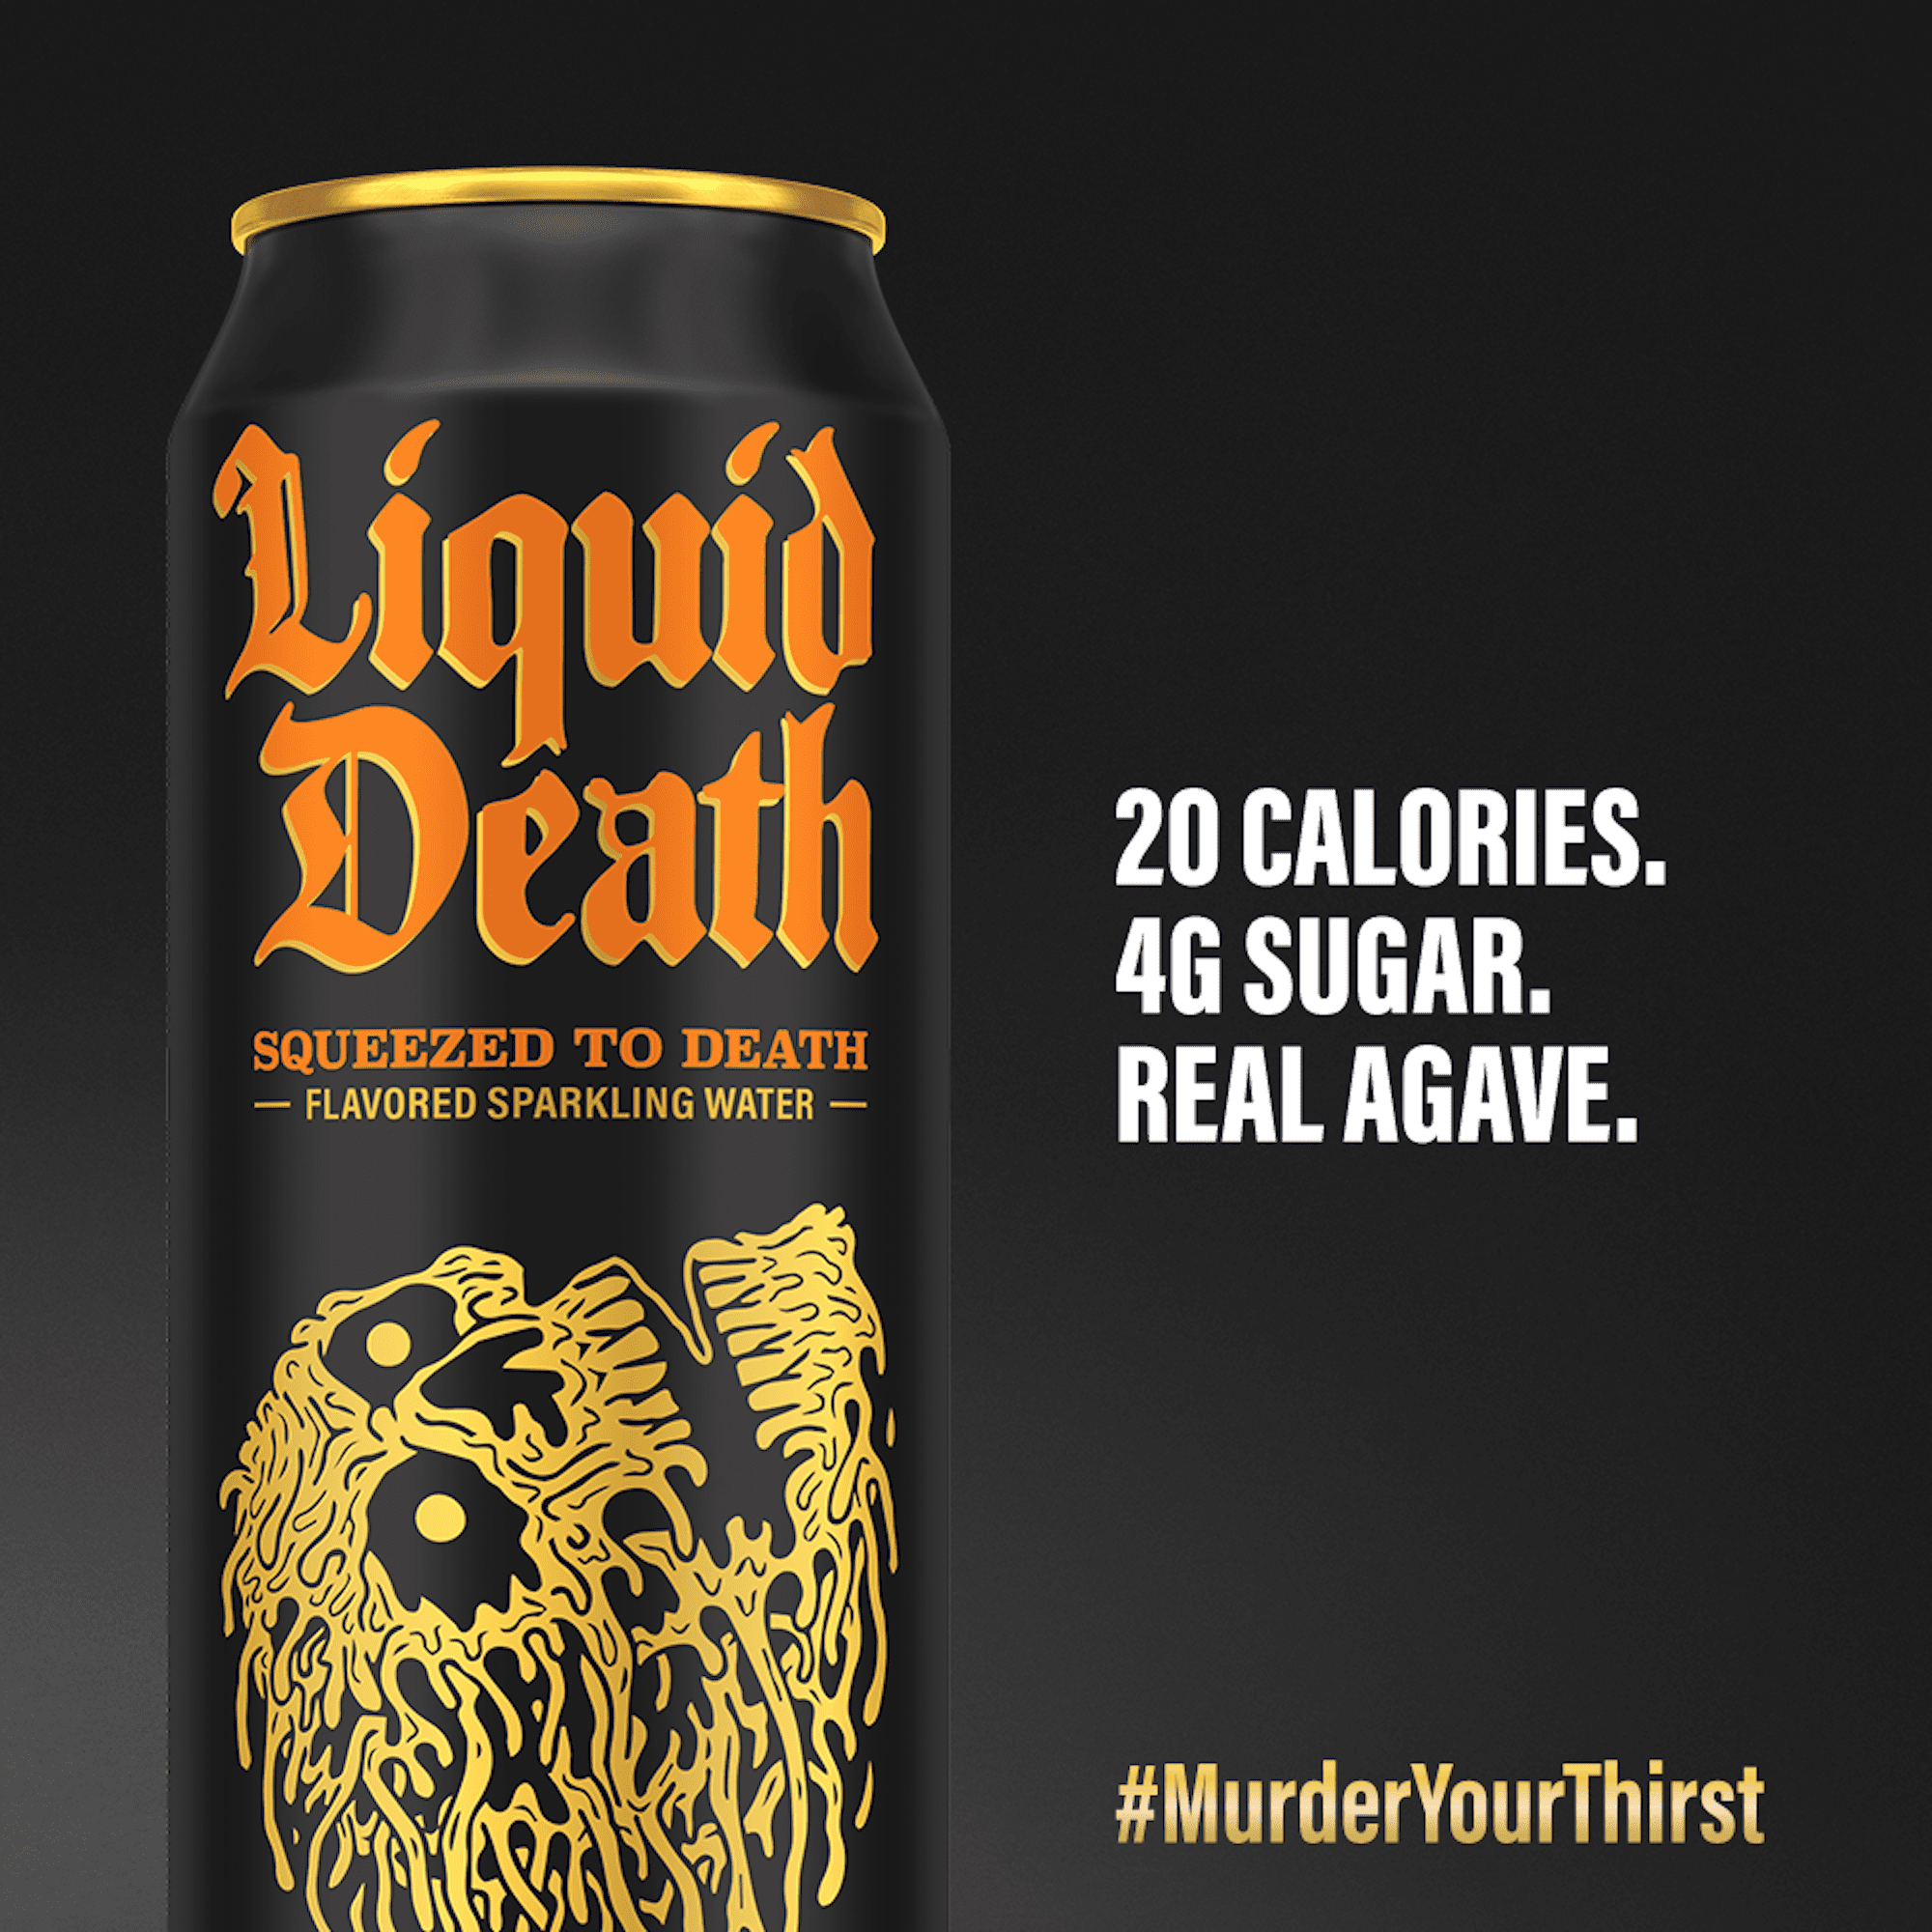 Liquid
Death
SQUEEZED TO DEATH
— FLAVORED SPARKLING WATER —
20 CALORIES.
4G SUGAR.
REAL AGAVE.
#MurderYourThirst